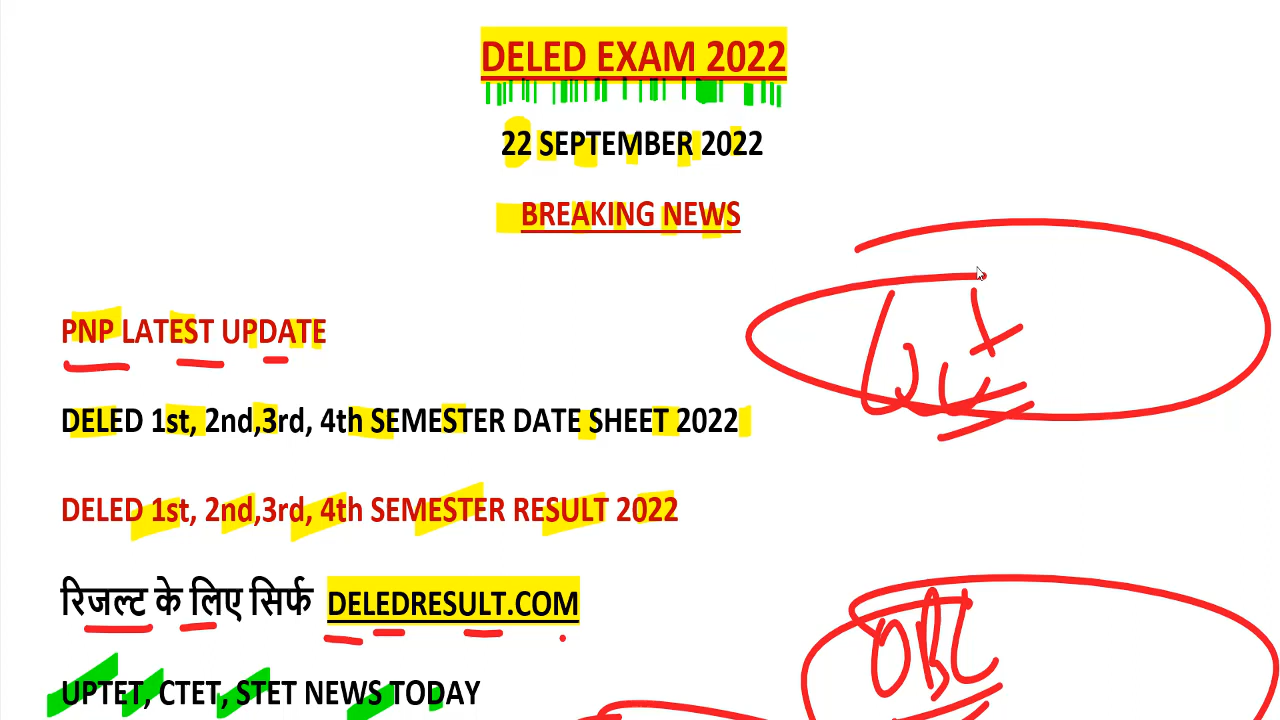 DELED EXAM 2022
22 SEPTEMBER 2022
BREAKING NEWS
PNP LATEST UPDATE
DELED 1st, 2nd,3rd, 4th SEMESTER DATE SHEET 2022
DELED 1st, 2nd,3rd, 4th SEMESTER RESULT 2022
रिजल्ट के लिए सिर्फ DELEDRESULT.COM
OBC
UPTET, CTET, STET NEWS TODAY